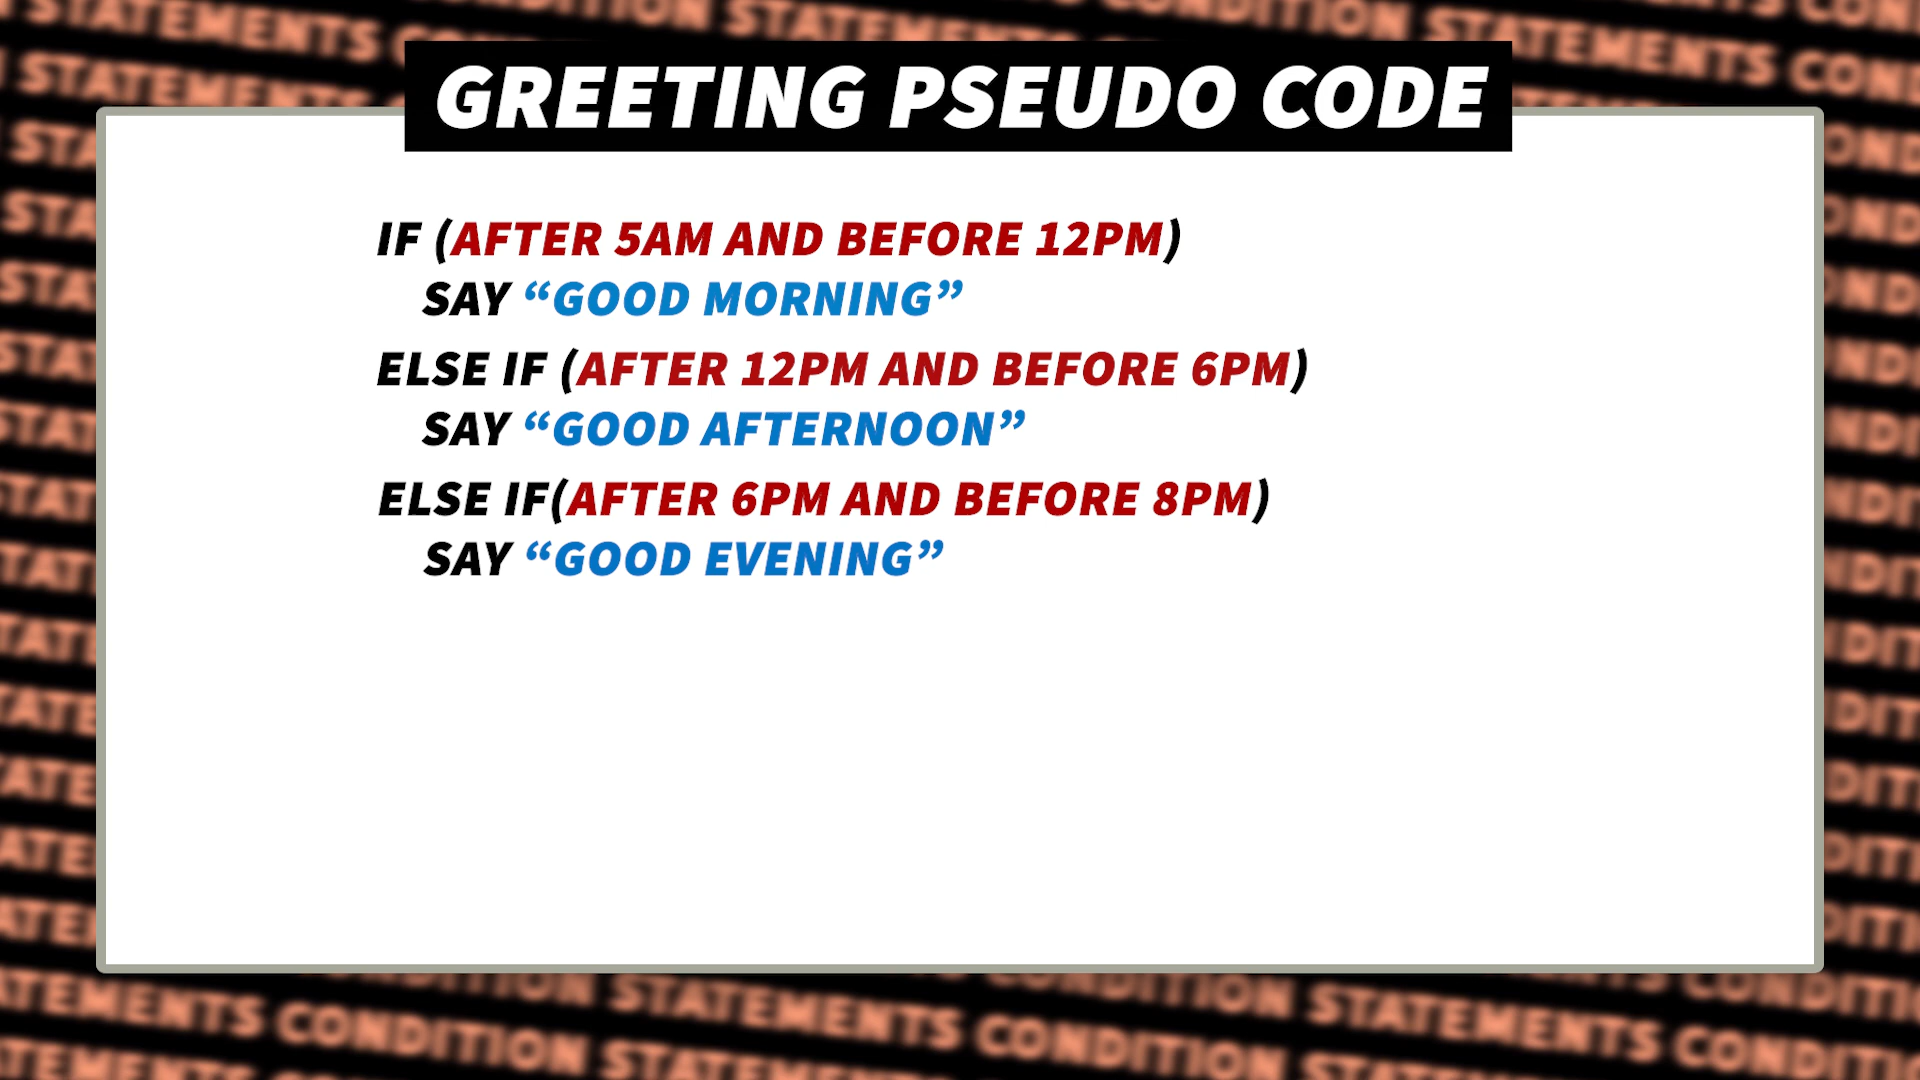 GREETING PSEUDO CODE
IF (AFTER 5AM AND BEFORE 12PM)
SAY “GOOD MORNING”
ELSE IF (AFTER 12PM AND BEFORE 6PM)
SAY “GOOD AFTERNOON”
ELSE IF(AFTER 6PM AND BEFORE 8PM)
SAY “GOOD EVENING”